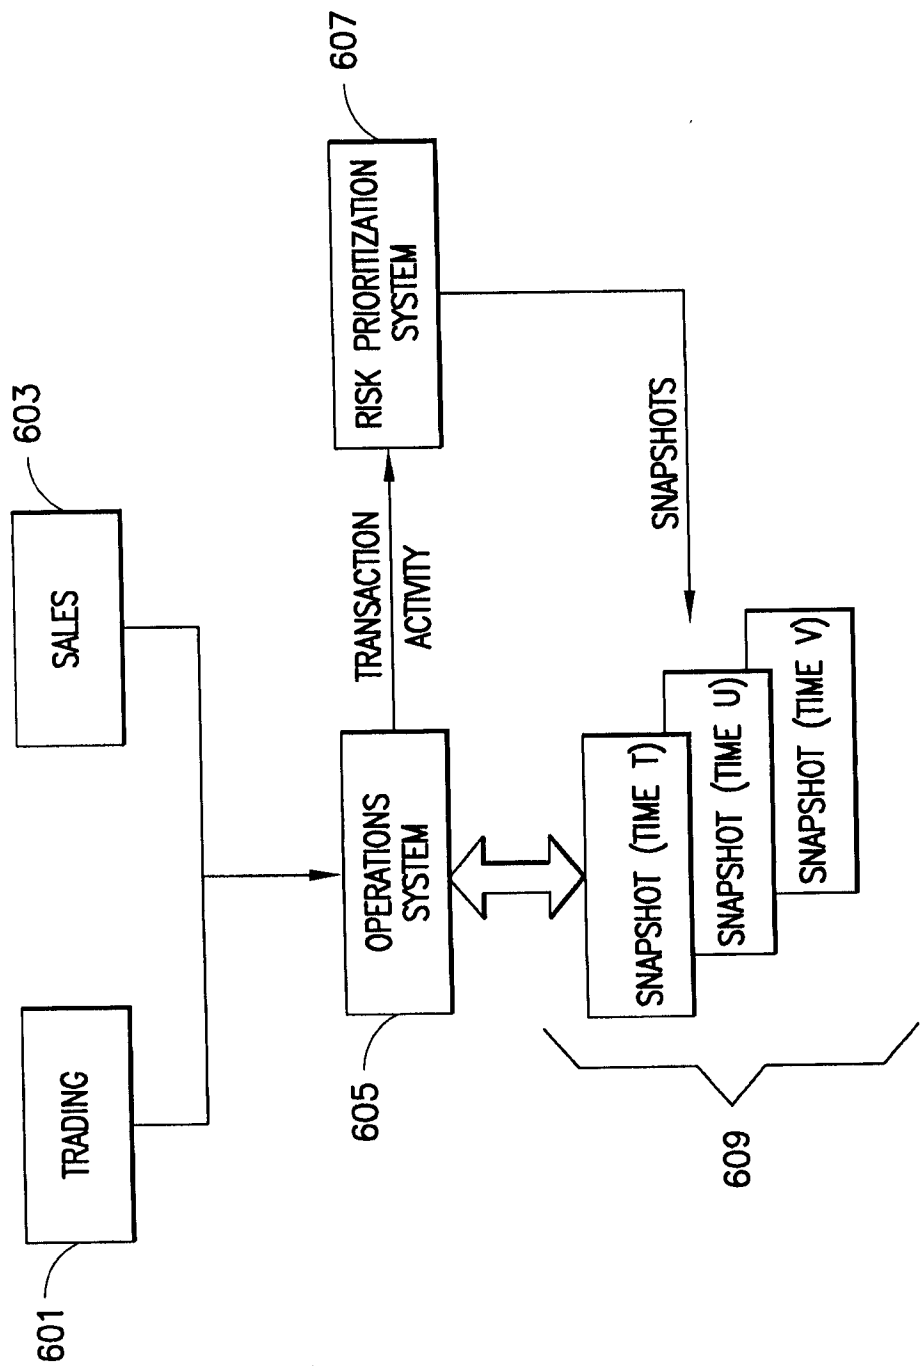 601
TRADING
603
SALES
605
OPERATIONS
SYSTEM
TRANSACTION
ACTIVITY
607
RISK PRIORITIZATION
SYSTEM
609
SNAPSHOT (TIME T)
SNAPSHOT (TIME U)
SNAPSHOT (TIME V)
SNAPSHOTS